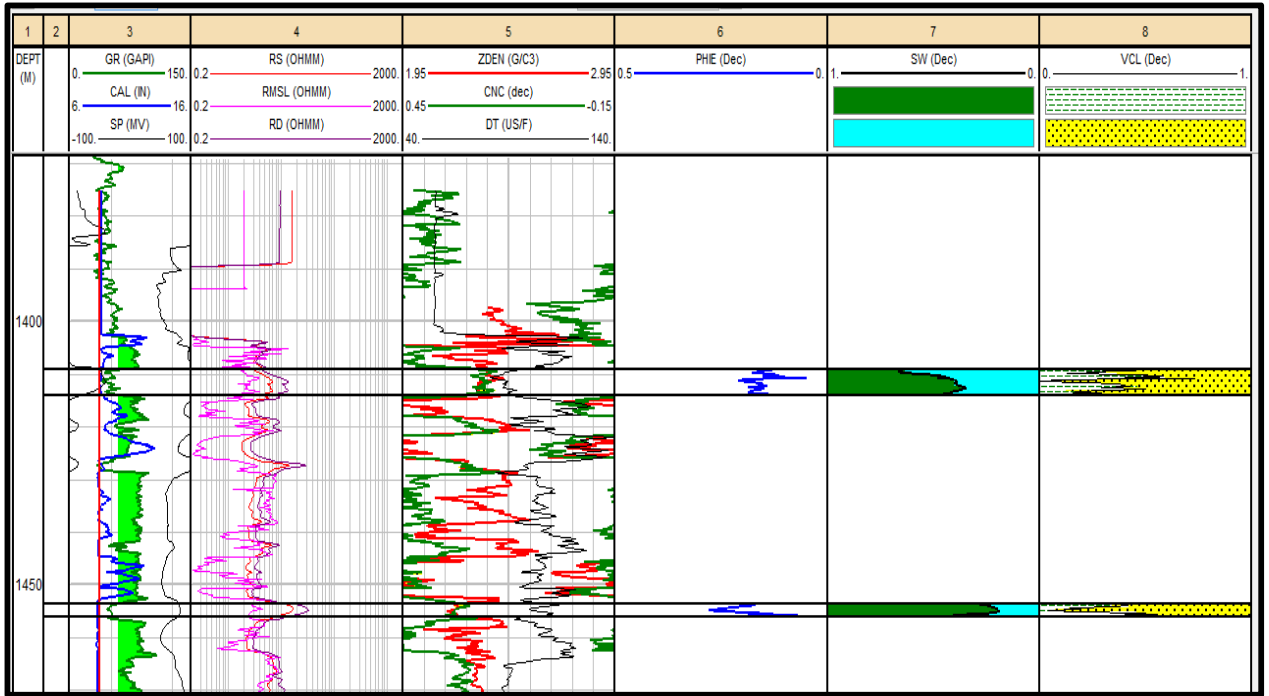 1 2 3 4 5 6 7 8
DEPT
(M)
GR (GAPI)
0. 150.
CAL (IN)
6. 16.
SP (MV)
-100. 100.
RS (OHMM)
0.2 2000.
RMSL (OHMM)
0.2 2000.
RD (OHMM)
0.2 2000.
ZDEN (G/C3)
1.95 2.95
CNC (dec)
0.45 -0.15
DT (US/F)
40. 140.
PHIE (Dec)
0.5 0.
SW (Dec)
1. 0.
VCL (Dec)
0. 1.
1400
1450